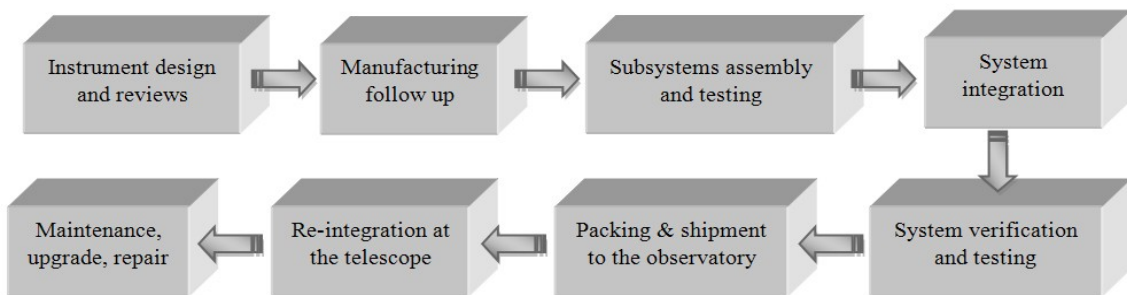 Instrument design
and reviews
Manufacturing
follow up
Subsystems assembly
and testing
System
integration
System verification
and testing
Packing & shipment
to the observatory
Re-integration at
the telescope
Maintenance,
upgrade, repair